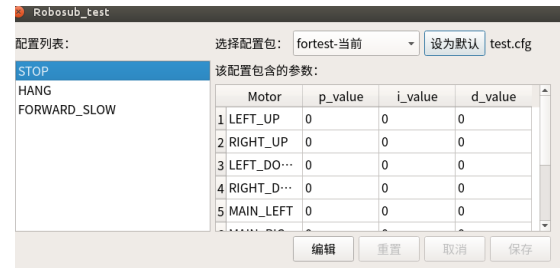 Robosub_test
配置列表： 选择配置包： fortest-当前 设为默认 test.cfg
STOP
HANG
FORWARD_SLOW
该配置包含的参数：
Motor p_value i_value d_value
1 LEFT_UP 0 0 0
2 RIGHT_UP 0 0 0
3 LEFT_DO··· 0 0 0
4 RIGHT_D··· 0 0 0
5 MAIN_LEFT 0 0 0
编辑 重置 取消 保存